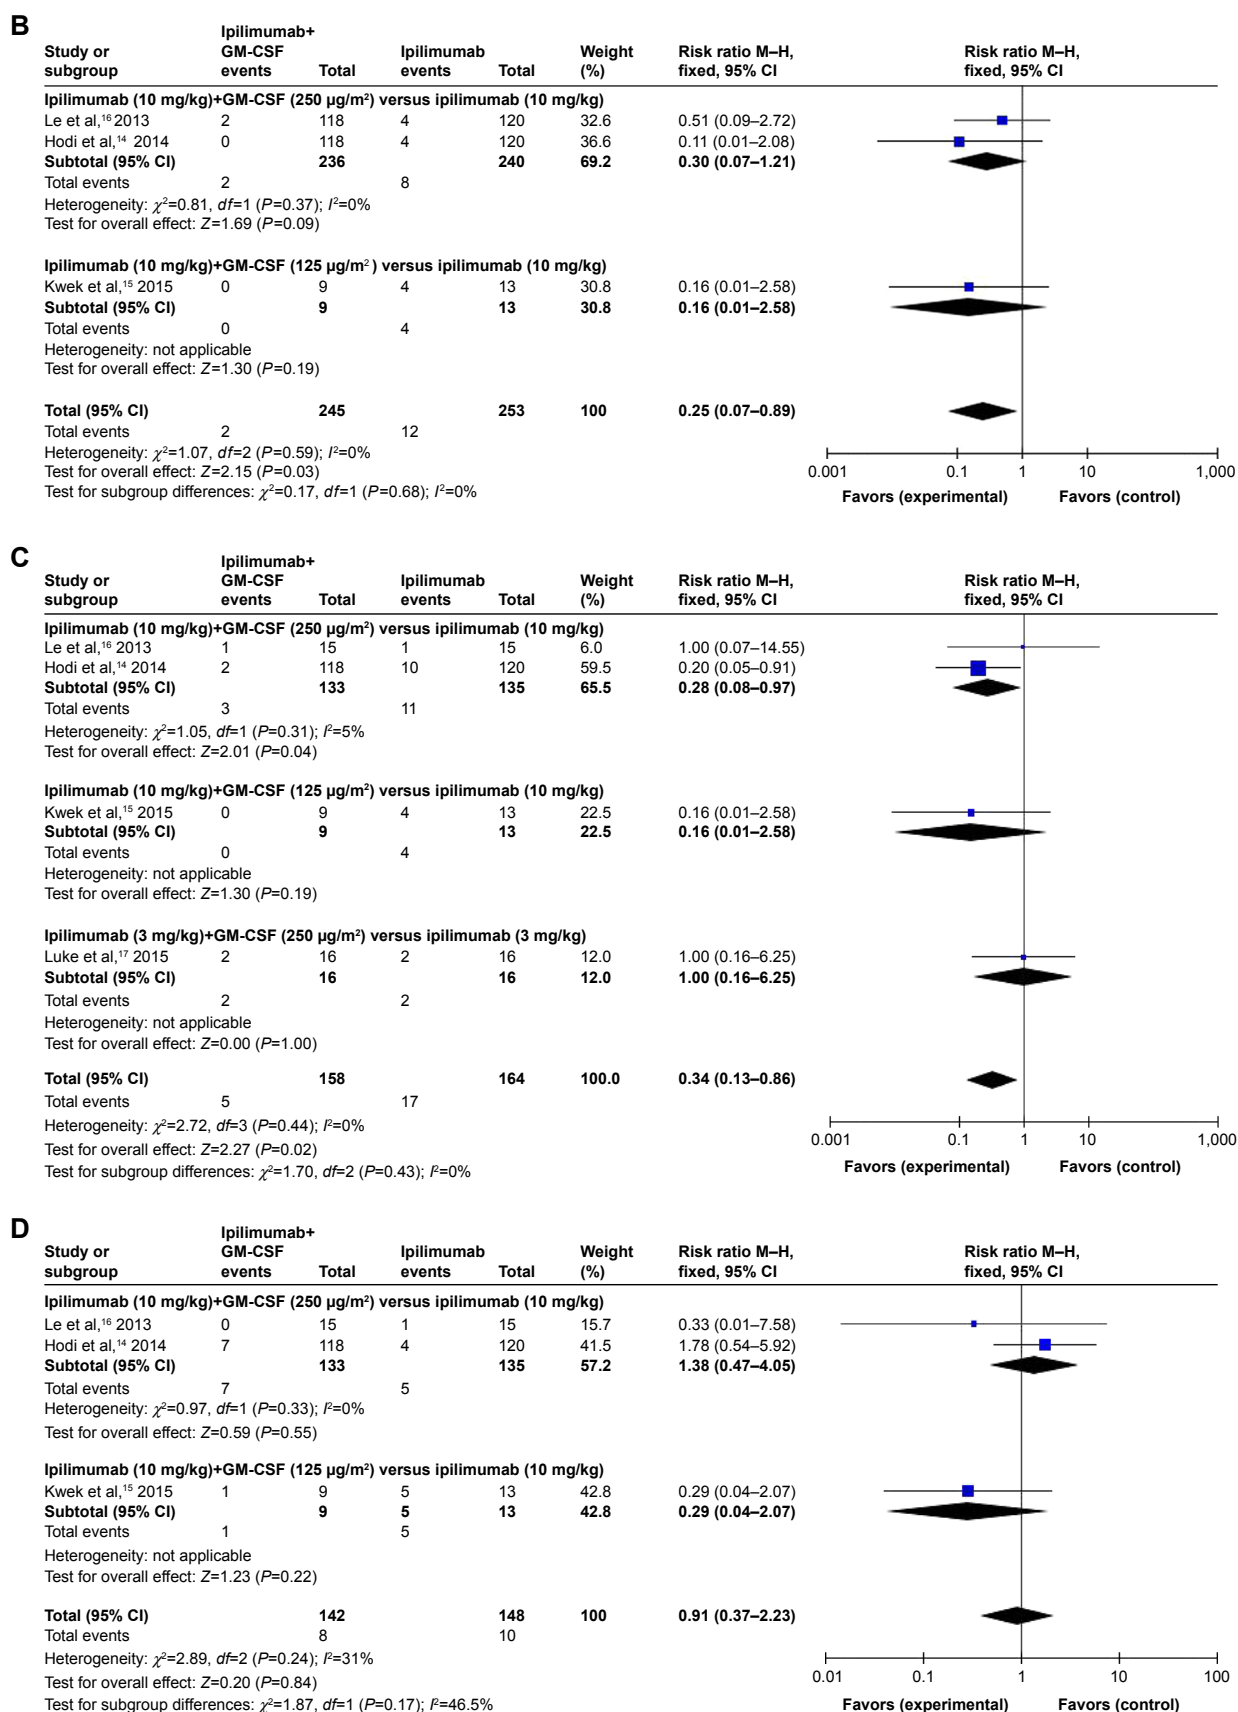 B
Study or subgroup Ipilimumab+ GM-CSF events Total Ipilimumab events Total Weight (%) Risk ratio M–H, fixed, 95% CI Risk ratio M–H, fixed, 95% CI
Ipilimumab (10 mg/kg)+GM-CSF (250 µg/m²) versus ipilimumab (10 mg/kg)
Le et al,¹⁶ 2013 2 118 4 120 32.6 0.51 (0.09–2.72)
Hodi et al,¹⁴ 2014 0 118 4 120 36.6 0.11 (0.01–2.08)
Subtotal (95% CI) 236 240 69.2 0.30 (0.07–1.21)
Total events 2 8
Heterogeneity: χ²=0.81, df=1 (P=0.37); I²=0%
Test for overall effect: Z=1.69 (P=0.09)
Ipilimumab (10 mg/kg)+GM-CSF (125 µg/m²) versus ipilimumab (10 mg/kg)
Kwek et al,¹⁵ 2015 0 9 4 13 30.8 0.16 (0.01–2.58)
Subtotal (95% CI) 9 13 30.8 0.16 (0.01–2.58)
Total events 0 4
Heterogeneity: not applicable
Test for overall effect: Z=1.30 (P=0.19)
Total (95% CI) 245 253 100 0.25 (0.07–0.89)
Total events 2 12
Heterogeneity: χ²=1.07, df=2 (P=0.59); I²=0%
Test for overall effect: Z=2.15 (P=0.03)
Test for subgroup differences: χ²=0.17, df=1 (P=0.68); I²=0%
0.001 0.1 1 10 1,000
Favors (experimental) Favors (control)
C
Study or subgroup Ipilimumab+ GM-CSF events Total Ipilimumab events Total Weight (%) Risk ratio M–H, fixed, 95% CI Risk ratio M–H, fixed, 95% CI
Ipilimumab (10 mg/kg)+GM-CSF (250 µg/m²) versus ipilimumab (10 mg/kg)
Le et al,¹⁶ 2013 1 15 1 15 6.0 1.00 (0.07–14.55)
Hodi et al,¹⁴ 2014 2 118 10 120 59.5 0.20 (0.05–0.91)
Subtotal (95% CI) 133 135 65.5 0.28 (0.08–0.97)
Total events 3 11
Heterogeneity: χ²=1.05, df=1 (P=0.31); I²=5%
Test for overall effect: Z=2.01 (P=0.04)
Ipilimumab (10 mg/kg)+GM-CSF (125 µg/m²) versus ipilimumab (10 mg/kg)
Kwek et al,¹⁵ 2015 0 9 4 13 22.5 0.16 (0.01–2.58)
Subtotal (95% CI) 9 13 22.5 0.16 (0.01–2.58)
Total events 0 4
Heterogeneity: not applicable
Test for overall effect: Z=1.30 (P=0.19)
Ipilimumab (3 mg/kg)+GM-CSF (250 µg/m²) versus ipilimumab (3 mg/kg)
Luke et al,¹⁷ 2015 2 16 2 16 12.0 1.00 (0.16–6.25)
Subtotal (95% CI) 16 16 12.0 1.00 (0.16–6.25)
Total events 2 2
Heterogeneity: not applicable
Test for overall effect: Z=0.00 (P=1.00)
Total (95% CI) 158 164 100.0 0.34 (0.13–0.86)
Total events 5 17
Heterogeneity: χ²=2.72, df=3 (P=0.44); I²=0%
Test for overall effect: Z=2.27 (P=0.02)
Test for subgroup differences: χ²=1.70, df=2 (P=0.43); I²=0%
0.001 0.1 1 10 1,000
Favors (experimental) Favors (control)
D
Study or subgroup Ipilimumab+ GM-CSF events Total Ipilimumab events Total Weight (%) Risk ratio M–H, fixed, 95% CI Risk ratio M–H, fixed, 95% CI
Ipilimumab (10 mg/kg)+GM-CSF (250 µg/m²) versus ipilimumab (10 mg/kg)
Le et al,¹⁶ 2013 0 15 1 15 15.7 0.33 (0.01–7.58)
Hodi et al,¹⁴ 2014 7 118 4 120 41.5 1.78 (0.54–5.92)
Subtotal (95% CI) 133 135 57.2 1.38 (0.47–4.05)
Total events 7 5
Heterogeneity: χ²=0.97, df=1 (P=0.33); I²=0%
Test for overall effect: Z=0.59 (P=0.55)
Ipilimumab (10 mg/kg)+GM-CSF (125 µg/m²) versus ipilimumab (10 mg/kg)
Kwek et al,¹⁵ 2015 1 9 5 13 42.8 0.29 (0.04–2.07)
Subtotal (95% CI) 9 5 13 42.8 0.29 (0.04–2.07)
Total events 1 5
Heterogeneity: not applicable
Test for overall effect: Z=1.23 (P=0.22)
Total (95% CI) 142 148 100 0.91 (0.37–2.23)
Total events 8 10
Heterogeneity: χ²=2.89, df=2 (P=0.24); I²=31%
Test for overall effect: Z=0.20 (P=0.84)
Test for subgroup differences: χ²=1.87, df=1 (P=0.17); I²=46.5%
0.01 0.1 1 10 100
Favors (experimental) Favors (control)